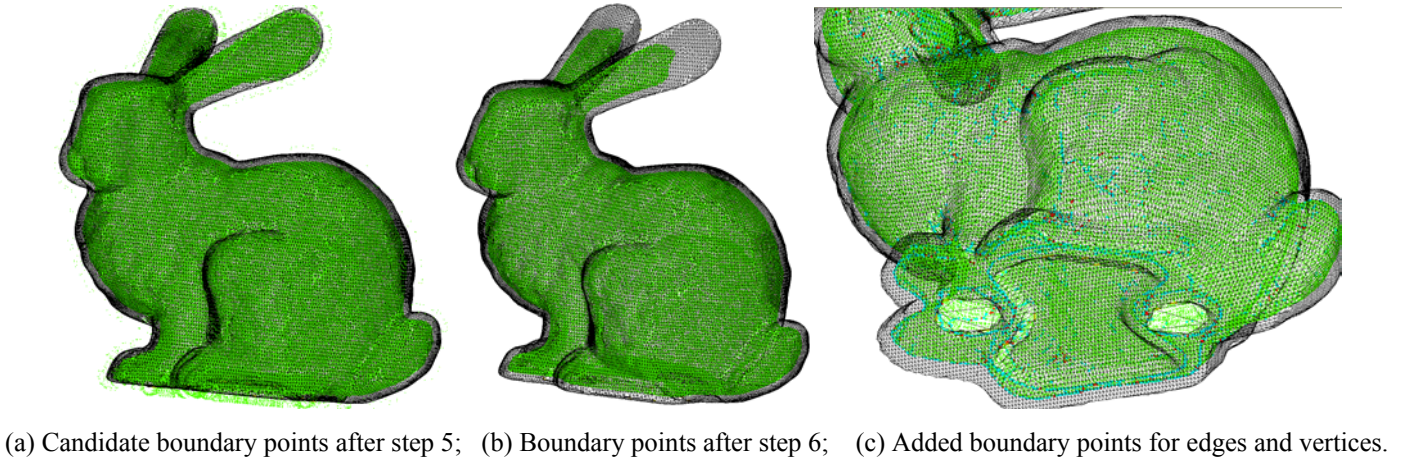 (a) Candidate boundary points after step 5; (b) Boundary points after step 6; (c) Added boundary points for edges and vertices.